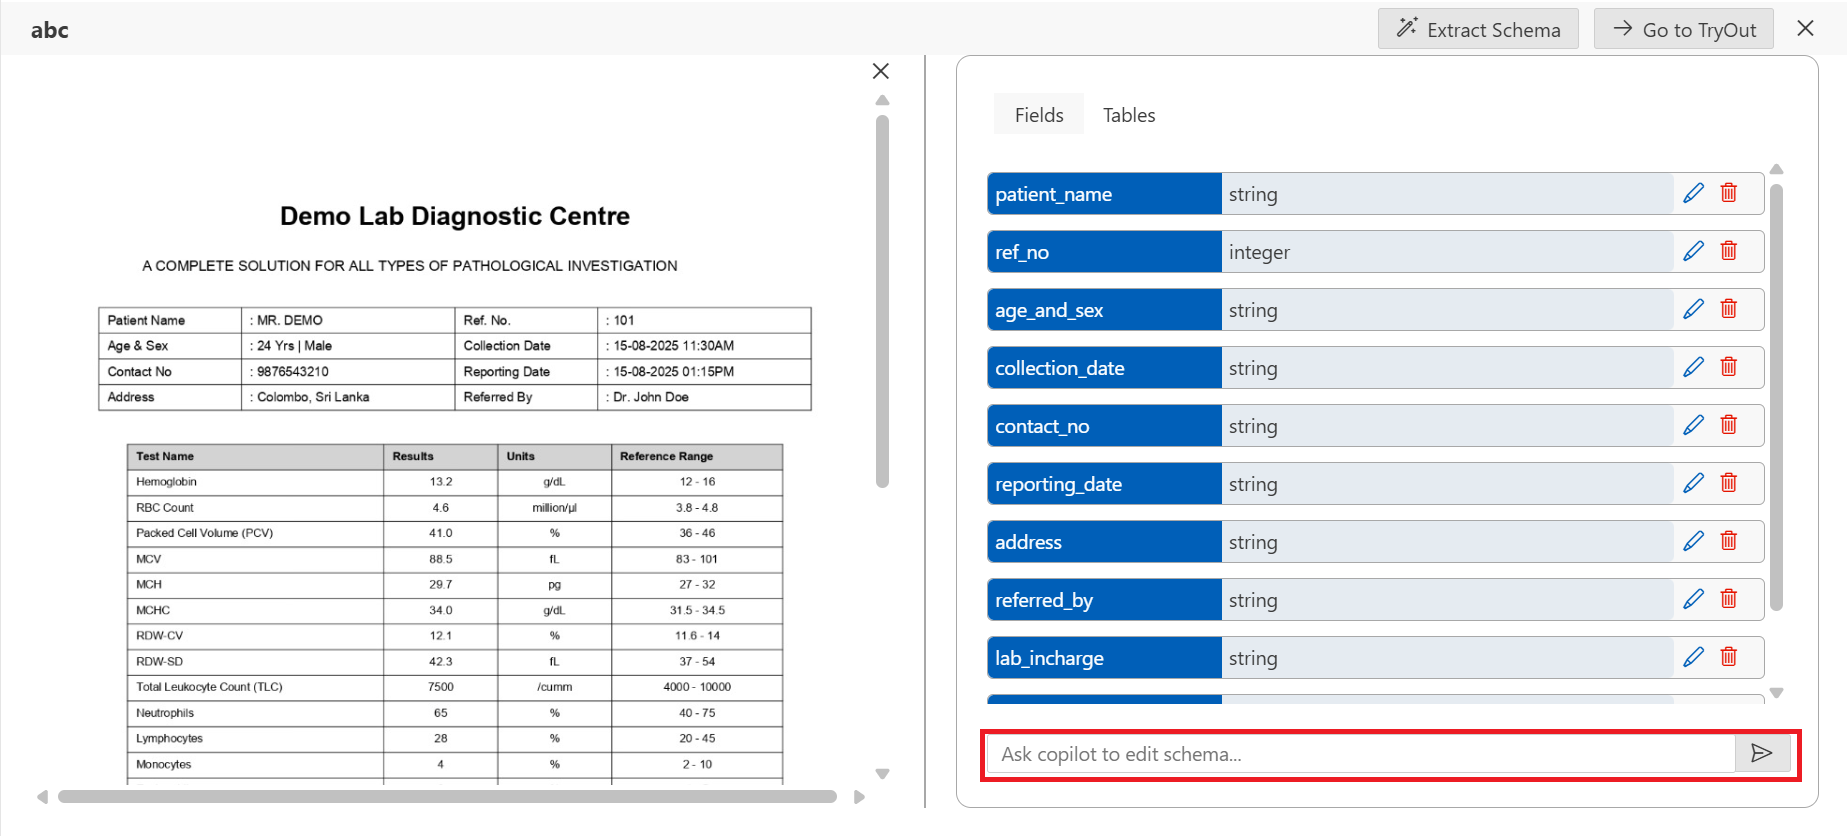 abc
Extract Schema
Go to TryOut
Demo Lab Diagnostic Centre
A COMPLETE SOLUTION FOR ALL TYPES OF PATHOLOGICAL INVESTIGATION
Patient Name : MR. DEMO Ref. No. : 101
Age & Sex : 24 Yrs | Male Collection Date : 15-08-2025 11:30AM
Contact No : 9876543210 Reporting Date : 15-08-2025 01:15PM
Address : Colombo, Sri Lanka Referred By : Dr. John Doe
Test Name Results Units Reference Range
Hemoglobin 13.2 g/dL 12 - 16
RBC Count 4.6 million/µl 3.8 - 4.8
Packed Cell Volume (PCV) 41.0 % 36 - 46
MCV 88.5 fL 83 - 101
MCH 29.7 pg 27 - 32
MCHC 34.0 g/dL 31.5 - 34.5
RDW-CV 12.1 % 11.6 - 14
RDW-SD 42.3 fL 37 - 54
Total Leukocyte Count (TLC) 7500 /cumm 4000 - 10000
Neutrophils 65 % 40 - 75
Lymphocytes 28 % 20 - 45
Monocytes 4 % 2 - 10
Fields Tables
patient_name string
ref_no integer
age_and_sex string
collection_date string
contact_no string
reporting_date string
address string
referred_by string
lab_incharge string
Ask copilot to edit schema...